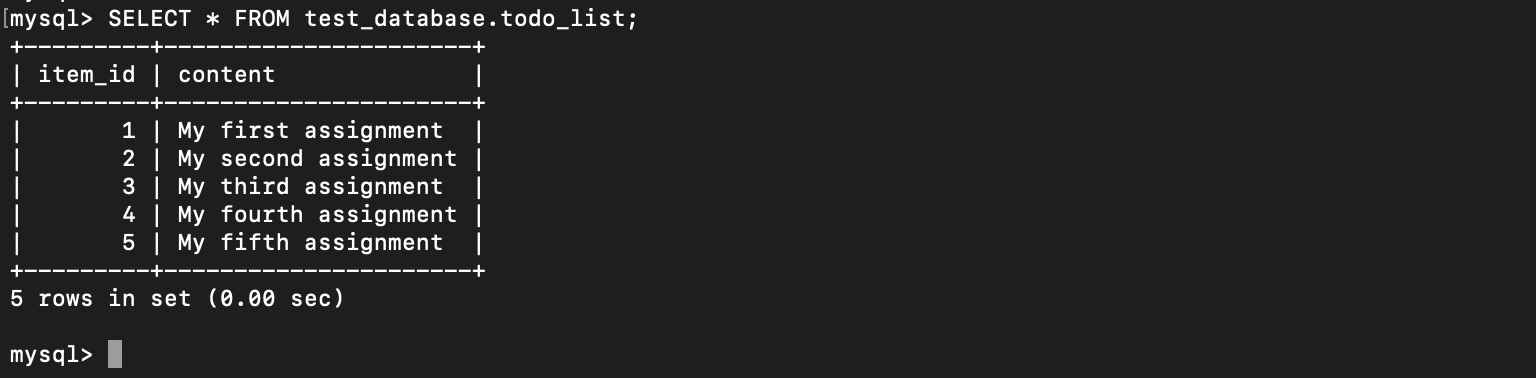 [mysql> SELECT * FROM test_database.todo_list;
+---------+----------------------+
| item_id | content              |
+---------+----------------------+
|       1 | My first assignment  |
|       2 | My second assignment |
|       3 | My third assignment  |
|       4 | My fourth assignment |
|       5 | My fifth assignment  |
+---------+----------------------+
5 rows in set (0.00 sec)
mysql>